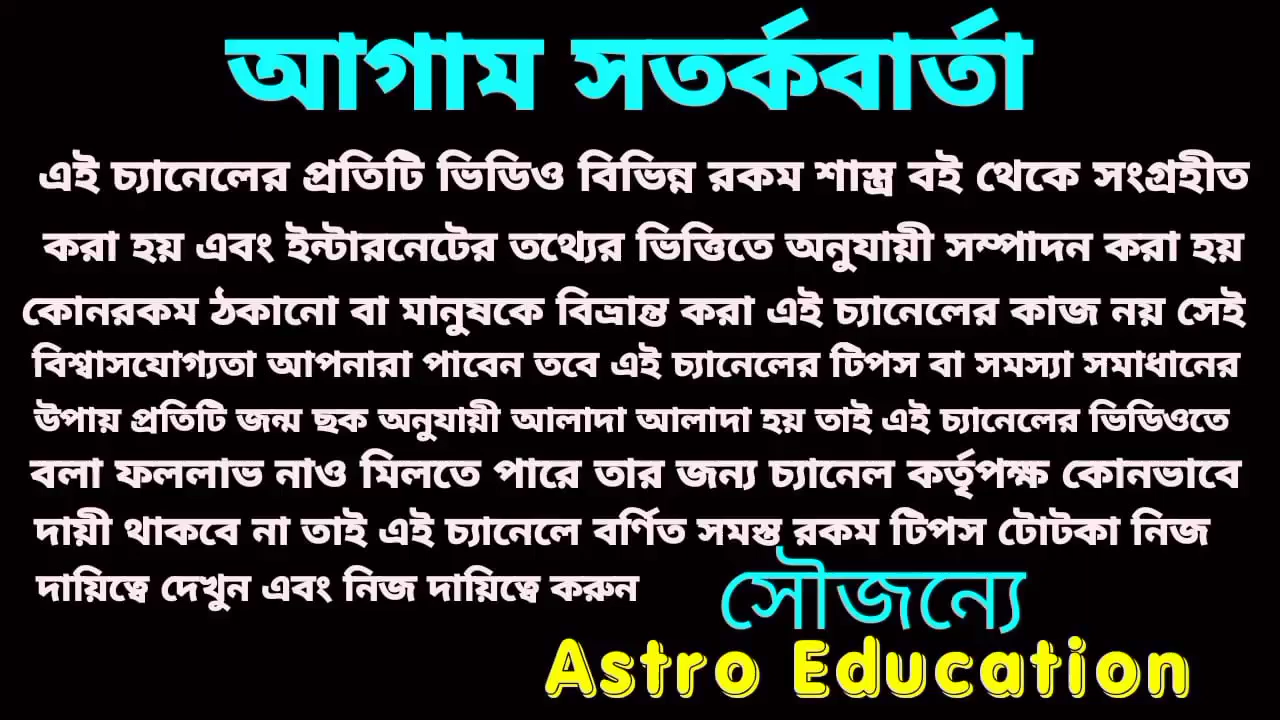 আগাম সতর্কবার্তা
এই চ্যানেলের প্রতিটি ভিডিও বিভিন্ন রকম শাস্ত্র বই থেকে সংগ্রহীত
করা হয় এবং ইন্টারনেটের তথ্যের ভিত্তিতে অনুযায়ী সম্পাদন করা হয়
কোনরকম ঠকানো বা মানুষকে বিভ্রান্ত করা এই চ্যানেলের কাজ নয় সেই
বিশ্বাসযোগ্যতা আপনারা পাবেন তবে এই চ্যানেলের টিপস বা সমস্যা সমাধানের
উপায় প্রতিটি জন্ম ছক অনুযায়ী আলাদা আলাদা হয় তাই এই চ্যানেলের ভিডিওতে
বলা ফললাভ নাও মিলতে পারে তার জন্য চ্যানেল কর্তৃপক্ষ কোনভাবে
দায়ী থাকবে না তাই এই চ্যানেলে বর্ণিত সমস্ত রকম টিপস টোটকা নিজ
দায়িত্বে দেখুন এবং নিজ দায়িত্বে করুন
সৌজন্যে
Astro Education